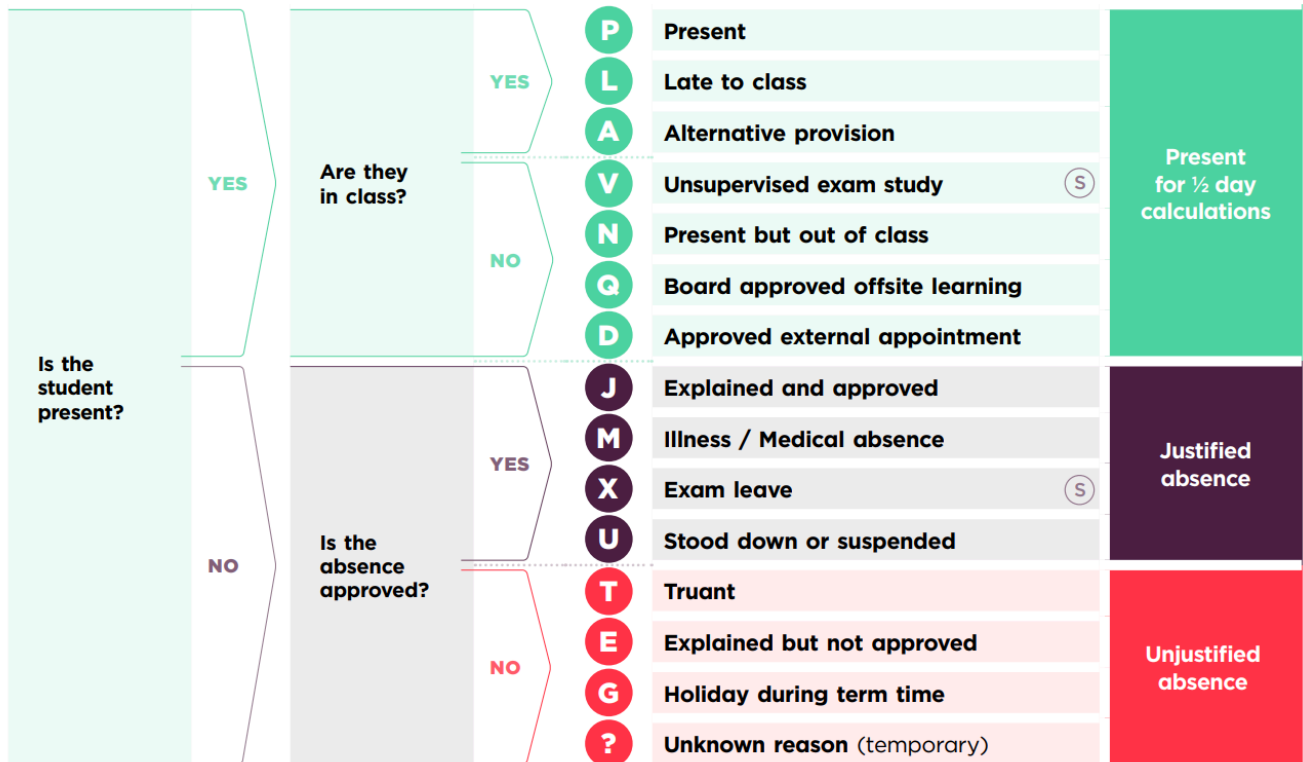 Is the
student
present?
YES
NO
Are they
in class?
YES
NO
Is the
absence
approved?
YES
NO
P Present
L Late to class
A Alternative provision
V Unsupervised exam study S
N Present but out of class
Q Board approved offsite learning
D Approved external appointment
Present
for ½ day
calculations
J Explained and approved
M Illness / Medical absence
X Exam leave S
U Stood down or suspended
Justified
absence
T Truant
E Explained but not approved
G Holiday during term time
? Unknown reason (temporary)
Unjustified
absence